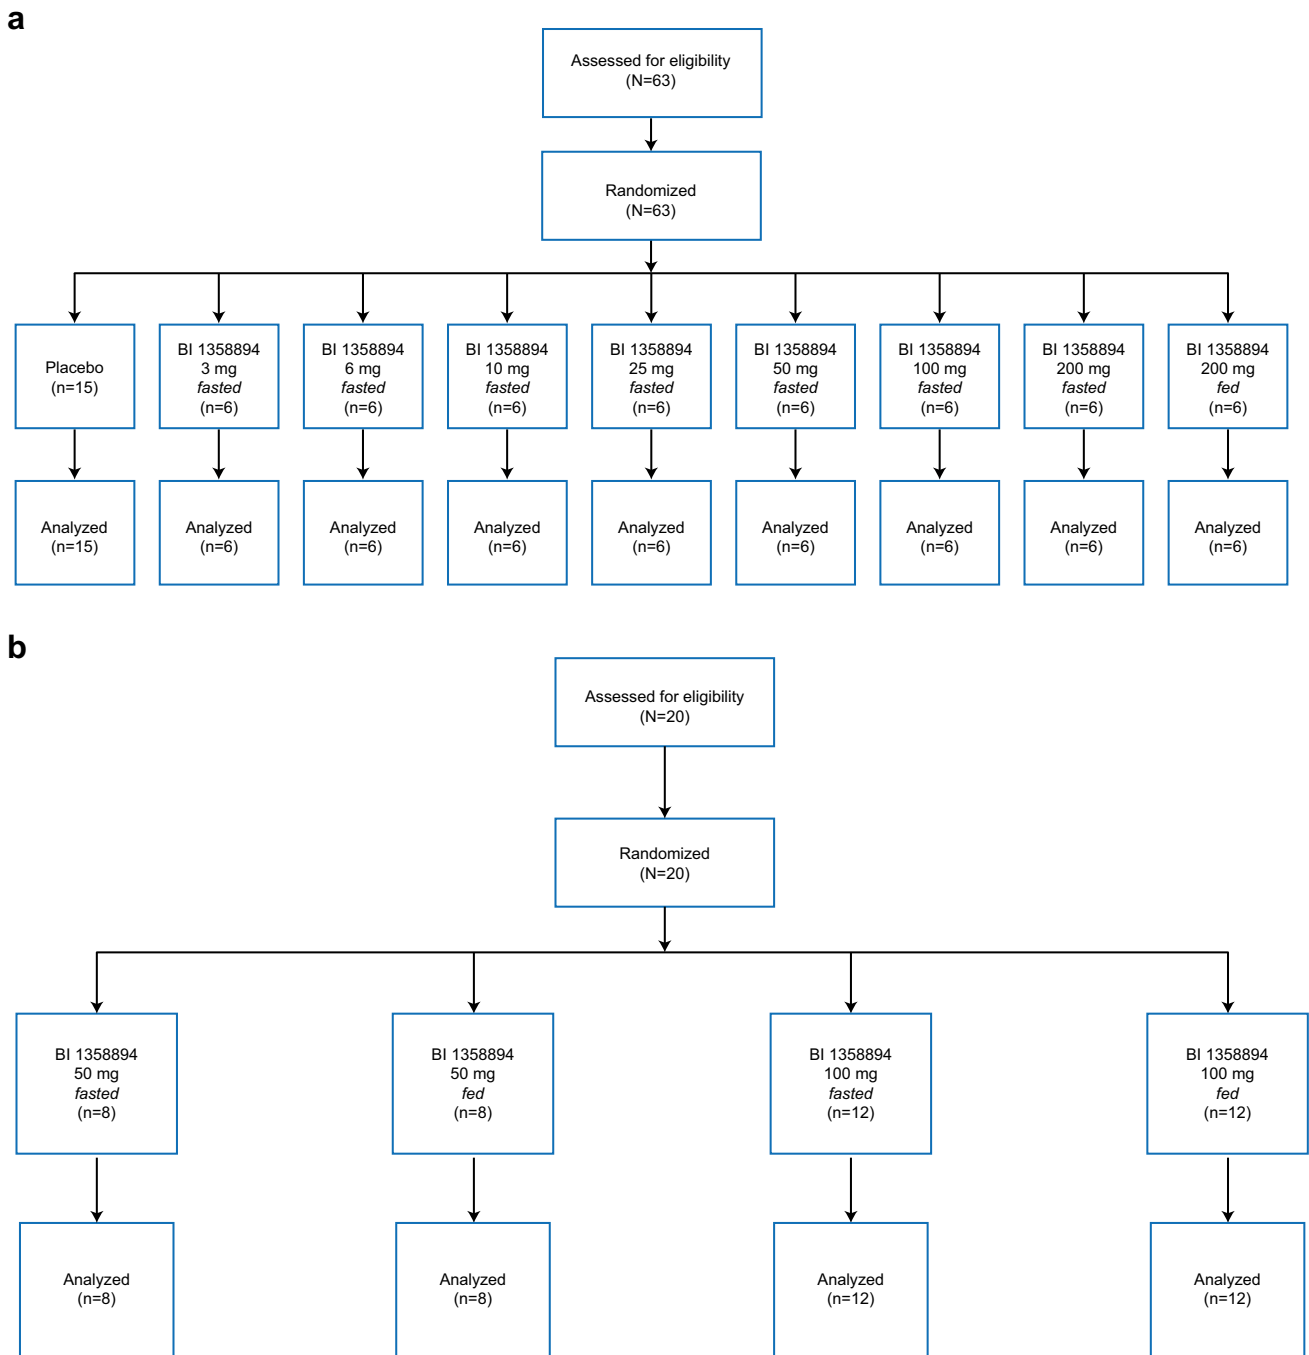 a
Assessed for eligibility
(N=63)
Randomized
(N=63)
Placebo
(n=15)
BI 1358894
3 mg
fasted
(n=6)
BI 1358894
6 mg
fasted
(n=6)
BI 1358894
10 mg
fasted
(n=6)
BI 1358894
25 mg
fasted
(n=6)
BI 1358894
50 mg
fasted
(n=6)
BI 1358894
100 mg
fasted
(n=6)
BI 1358894
200 mg
fasted
(n=6)
BI 1358894
200 mg
fed
(n=6)
Analyzed
(n=15)
Analyzed
(n=6)
Analyzed
(n=6)
Analyzed
(n=6)
Analyzed
(n=6)
Analyzed
(n=6)
Analyzed
(n=6)
Analyzed
(n=6)
Analyzed
(n=6)
b
Assessed for eligibility
(N=20)
Randomized
(N=20)
BI 1358894
50 mg
fasted
(n=8)
BI 1358894
50 mg
fed
(n=8)
BI 1358894
100 mg
fasted
(n=12)
BI 1358894
100 mg
fed
(n=12)
Analyzed
(n=8)
Analyzed
(n=8)
Analyzed
(n=12)
Analyzed
(n=12)